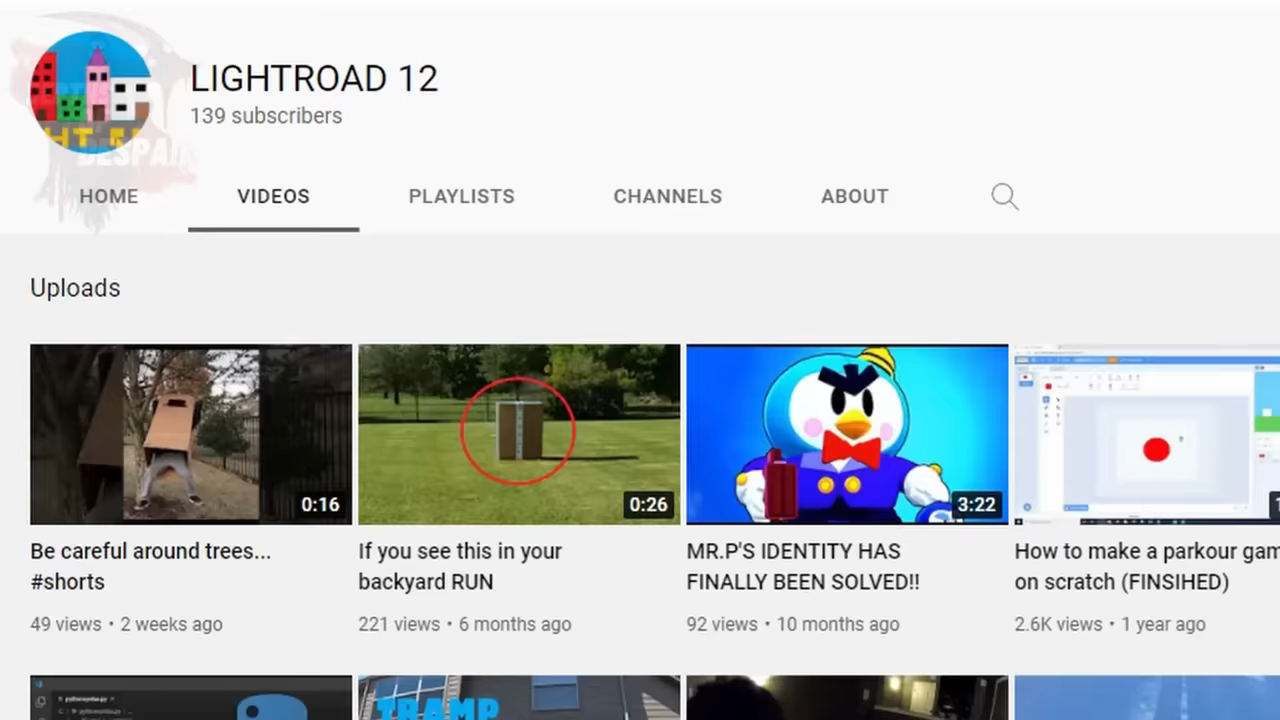 LIGHTROAD 12
139 subscribers
DESPA
HOME VIDEOS PLAYLISTS CHANNELS ABOUT
Uploads
0:16 0:26 3:22
Be careful around trees... If you see this in your MR.P'S IDENTITY HAS How to make a parkour gam
#shorts backyard RUN FINALLY BEEN SOLVED!! on scratch (FINSIHED)
49 views • 2 weeks ago 221 views • 6 months ago 92 views • 10 months ago 2.6K views • 1 year ago
TRAMP